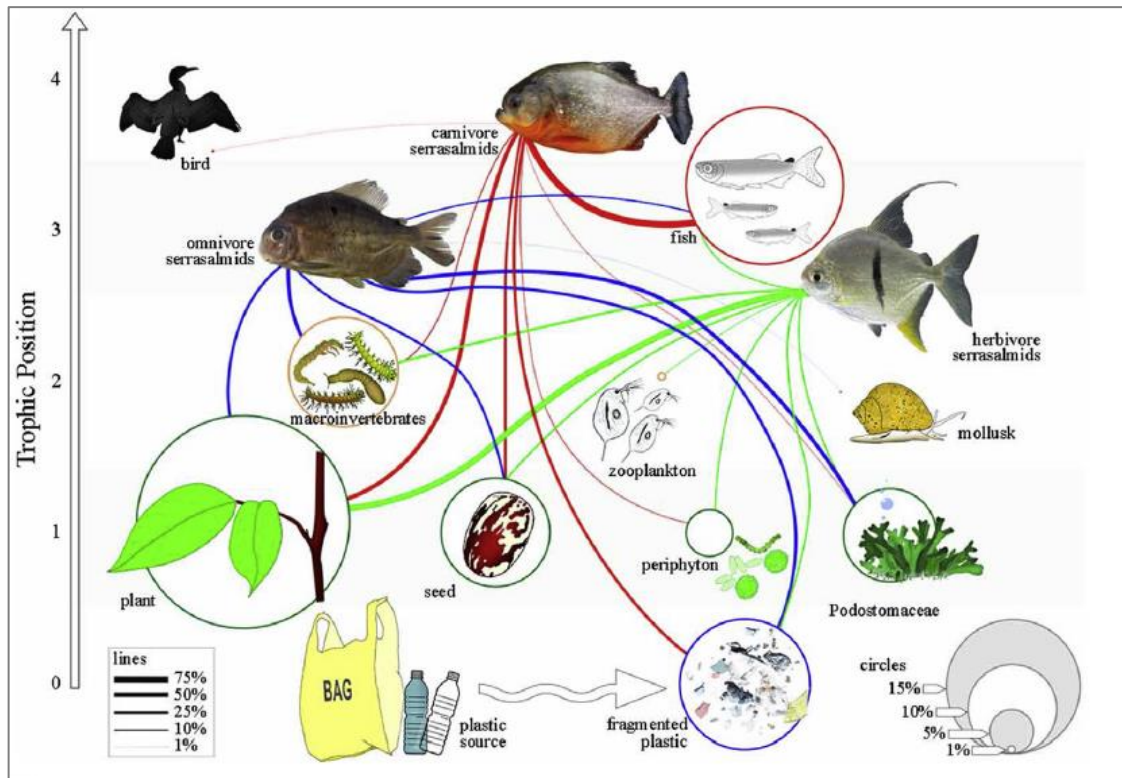 4
bird
carnivore
serrasalmids
3
omnivore
serrasalmids
fish
herbivore
serrasalmids
Trophic Position
2
macroinvertebrates
zooplankton
mollusk
1
plant
seed
periphyton
Podostomaceae
0
lines
75%
50%
25%
10%
1%
BAG
plastic
source
fragmented
plastic
circles
15%
10%
5%
1%